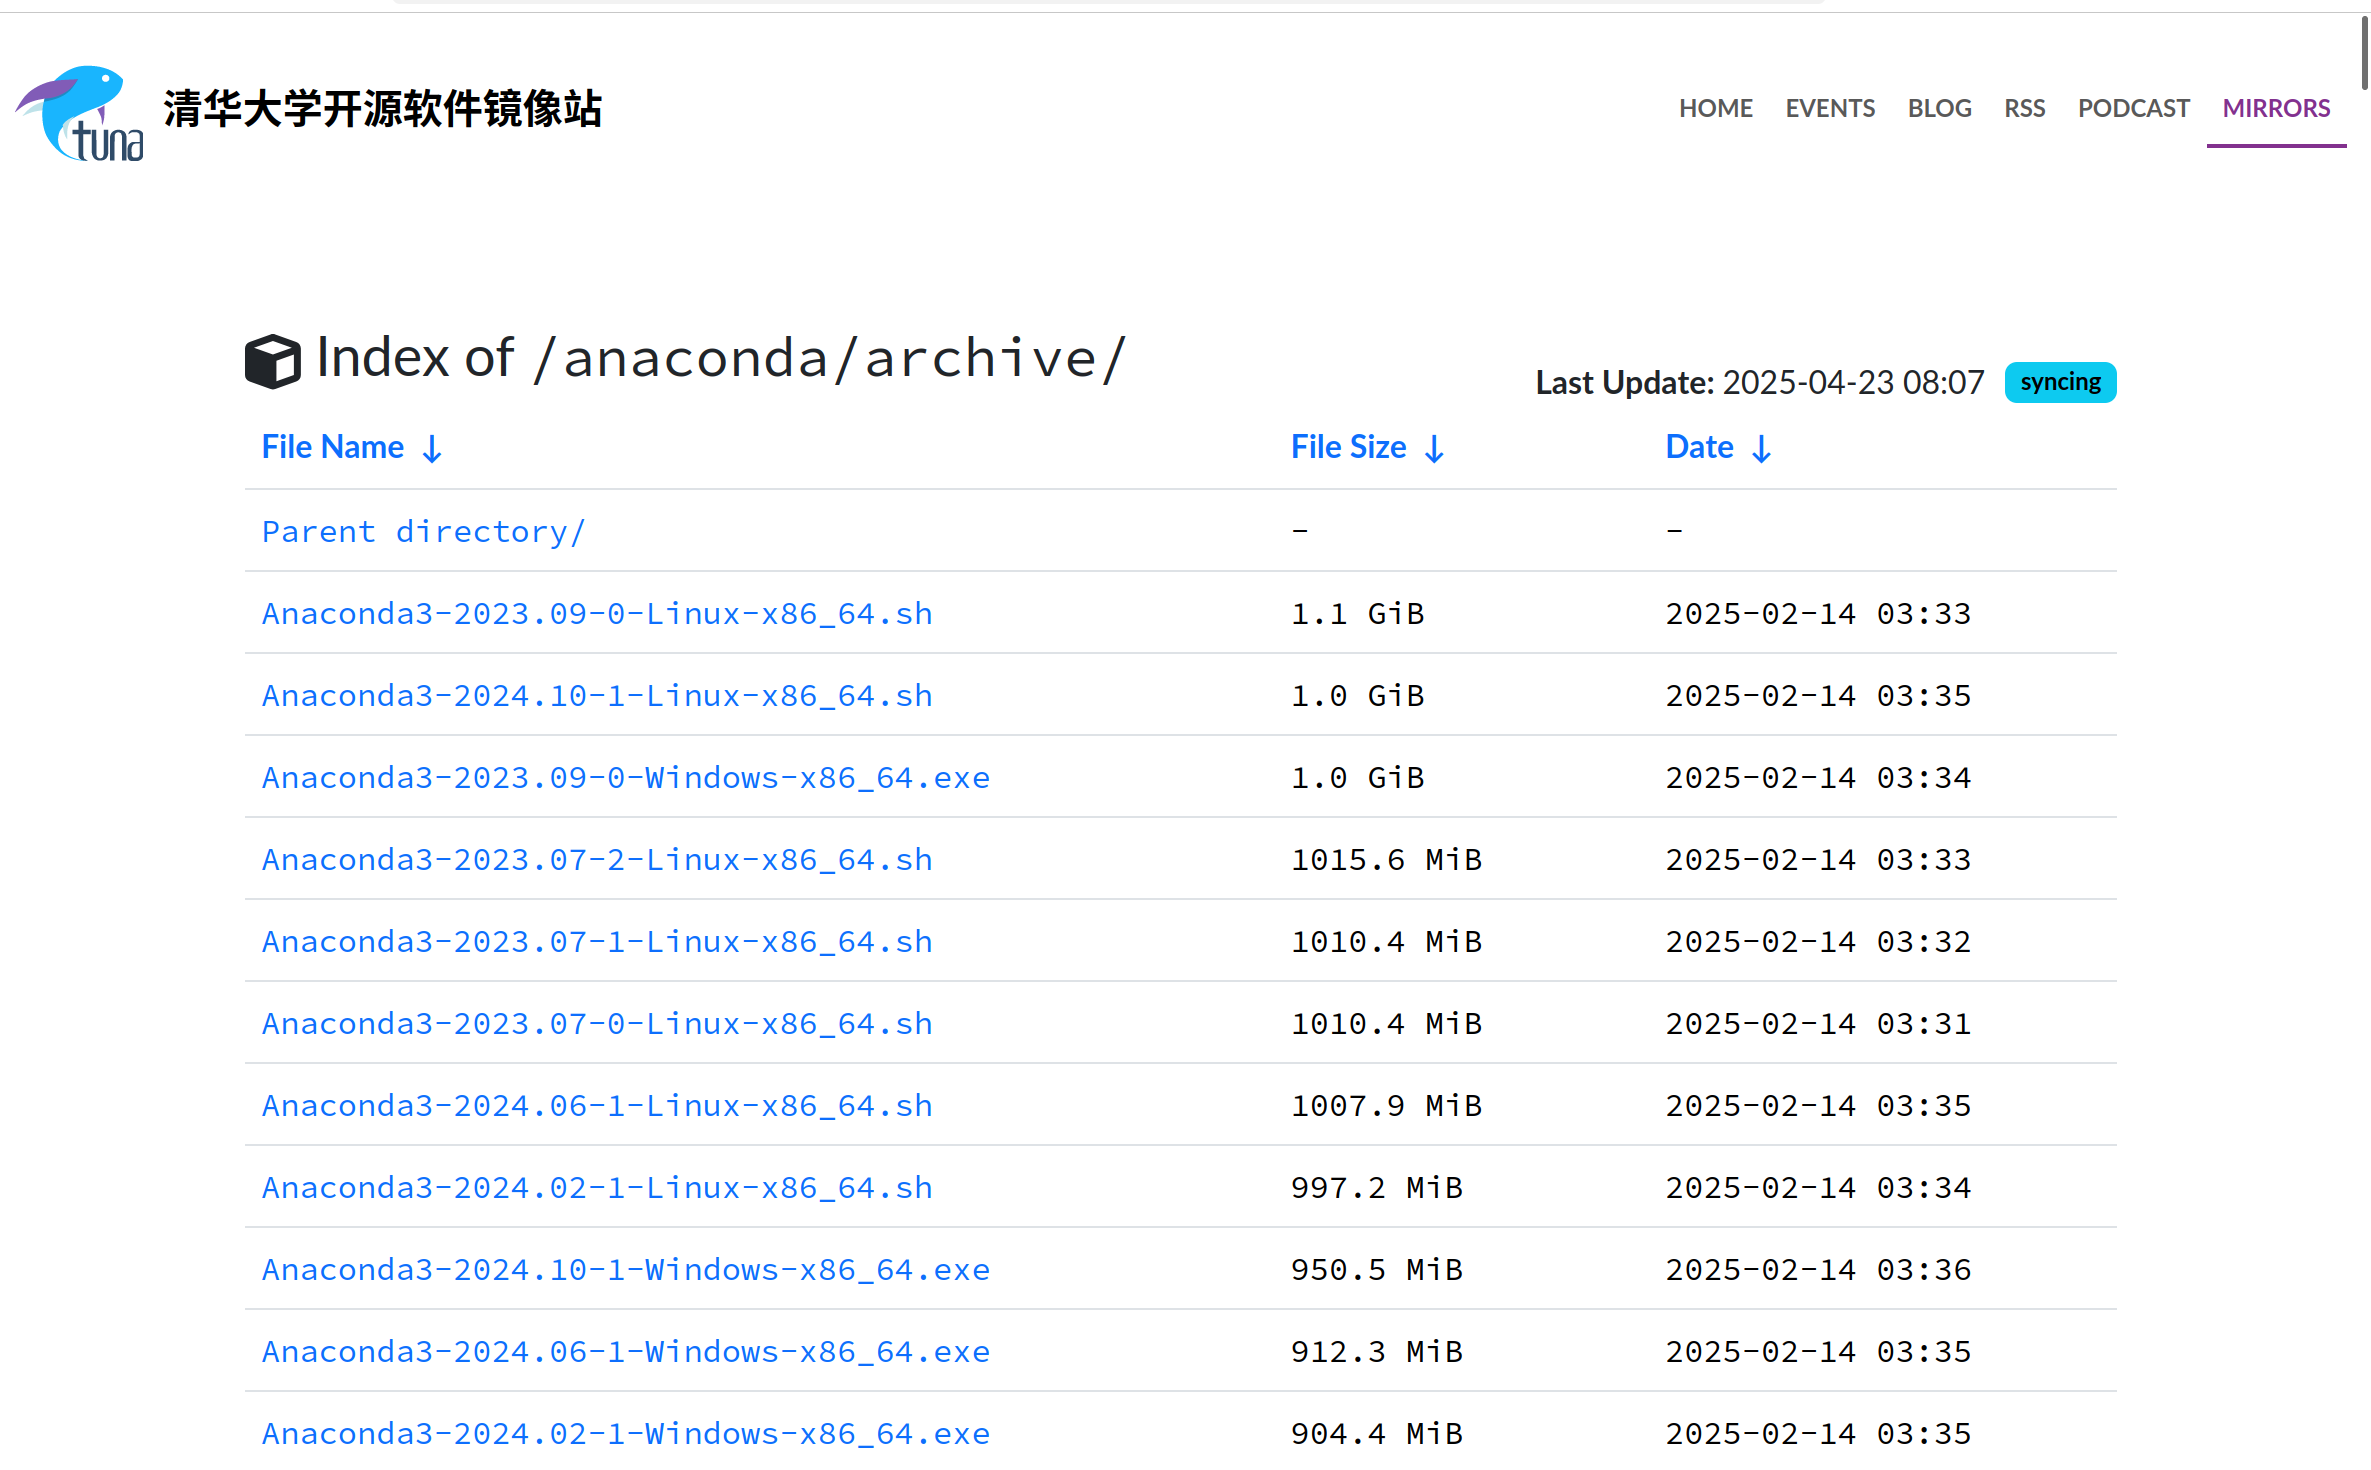 tuna
清华大学开源软件镜像站
HOME EVENTS BLOG RSS PODCAST MIRRORS
Index of /anaconda/archive/
Last Update: 2025-04-23 08:07 syncing
File Name ↓ File Size ↓ Date ↓
Parent directory/ - -
Anaconda3-2023.09-0-Linux-x86_64.sh 1.1 GiB 2025-02-14 03:33
Anaconda3-2024.10-1-Linux-x86_64.sh 1.0 GiB 2025-02-14 03:35
Anaconda3-2023.09-0-Windows-x86_64.exe 1.0 GiB 2025-02-14 03:34
Anaconda3-2023.07-2-Linux-x86_64.sh 1015.6 MiB 2025-02-14 03:33
Anaconda3-2023.07-1-Linux-x86_64.sh 1010.4 MiB 2025-02-14 03:32
Anaconda3-2023.07-0-Linux-x86_64.sh 1010.4 MiB 2025-02-14 03:31
Anaconda3-2024.06-1-Linux-x86_64.sh 1007.9 MiB 2025-02-14 03:35
Anaconda3-2024.02-1-Linux-x86_64.sh 997.2 MiB 2025-02-14 03:34
Anaconda3-2024.10-1-Windows-x86_64.exe 950.5 MiB 2025-02-14 03:36
Anaconda3-2024.06-1-Windows-x86_64.exe 912.3 MiB 2025-02-14 03:35
Anaconda3-2024.02-1-Windows-x86_64.exe 904.4 MiB 2025-02-14 03:35